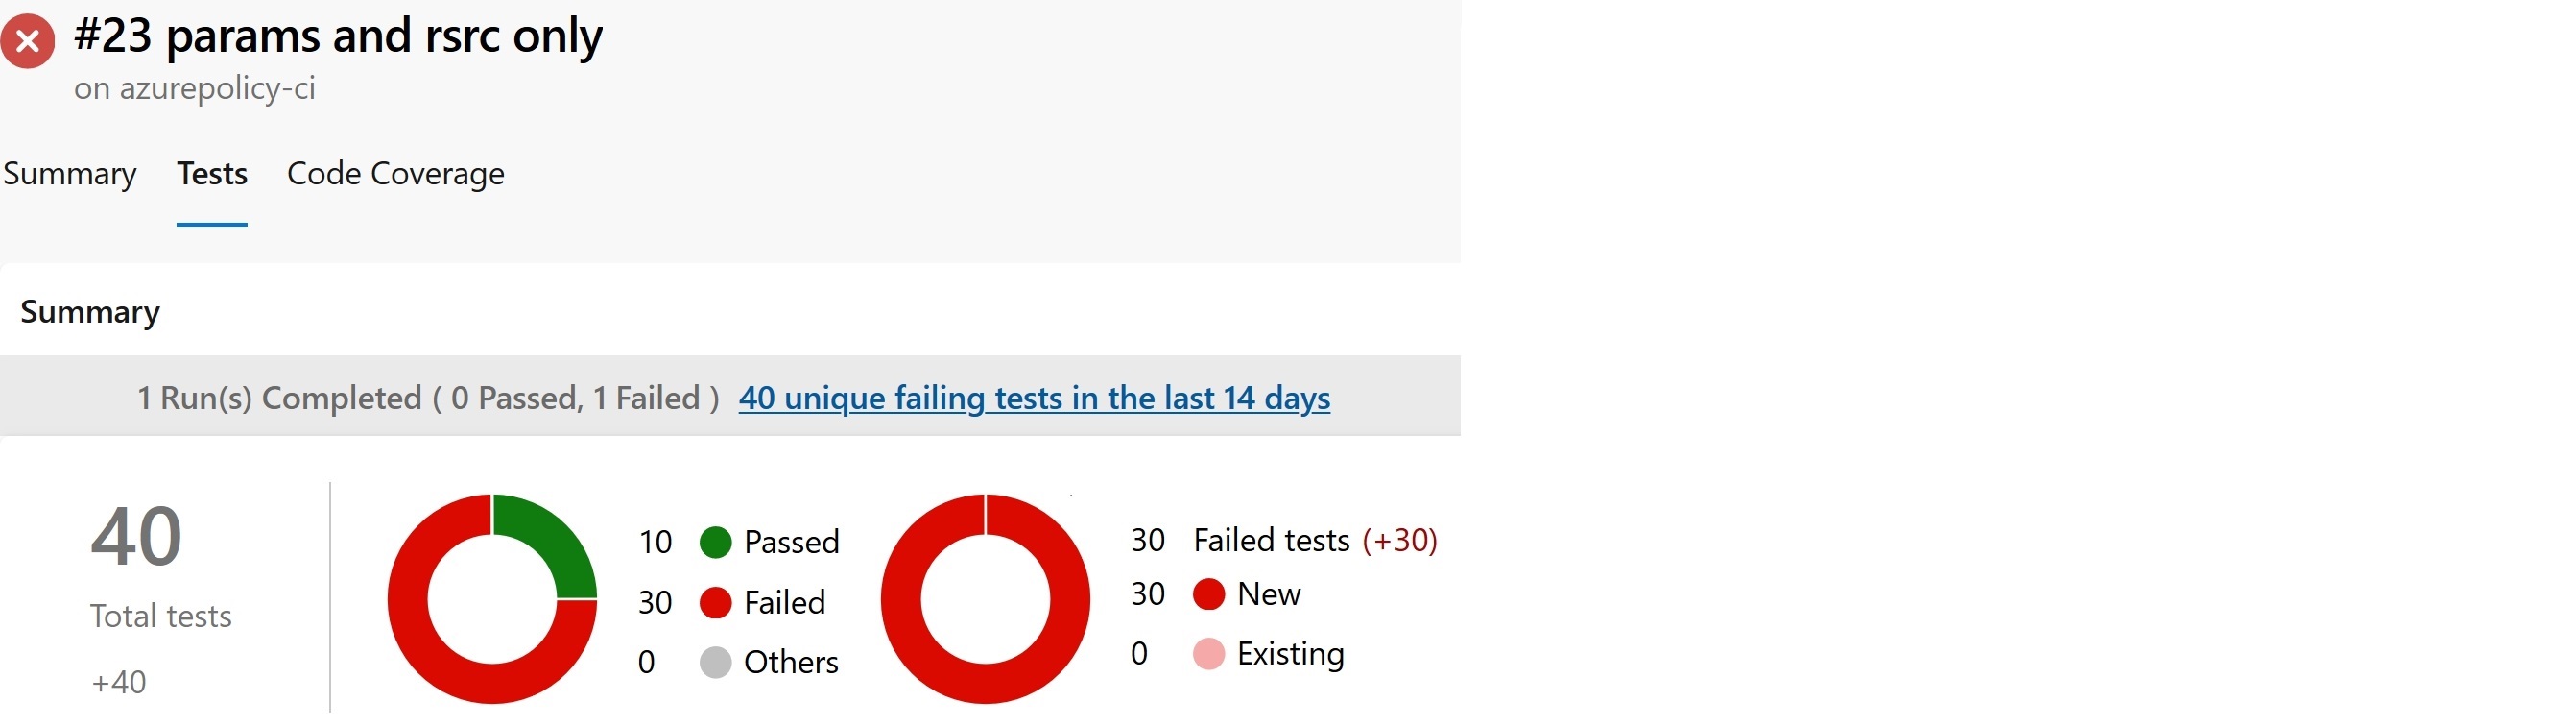 #23 params and rsrc only
on azurepolicy-ci
Summary Tests Code Coverage
Summary
1 Run(s) Completed ( 0 Passed, 1 Failed ) 40 unique failing tests in the last 14 days
40
Total tests
+40
10 Passed
30 Failed
0 Others
30 Failed tests (+30)
30 New
0 Existing